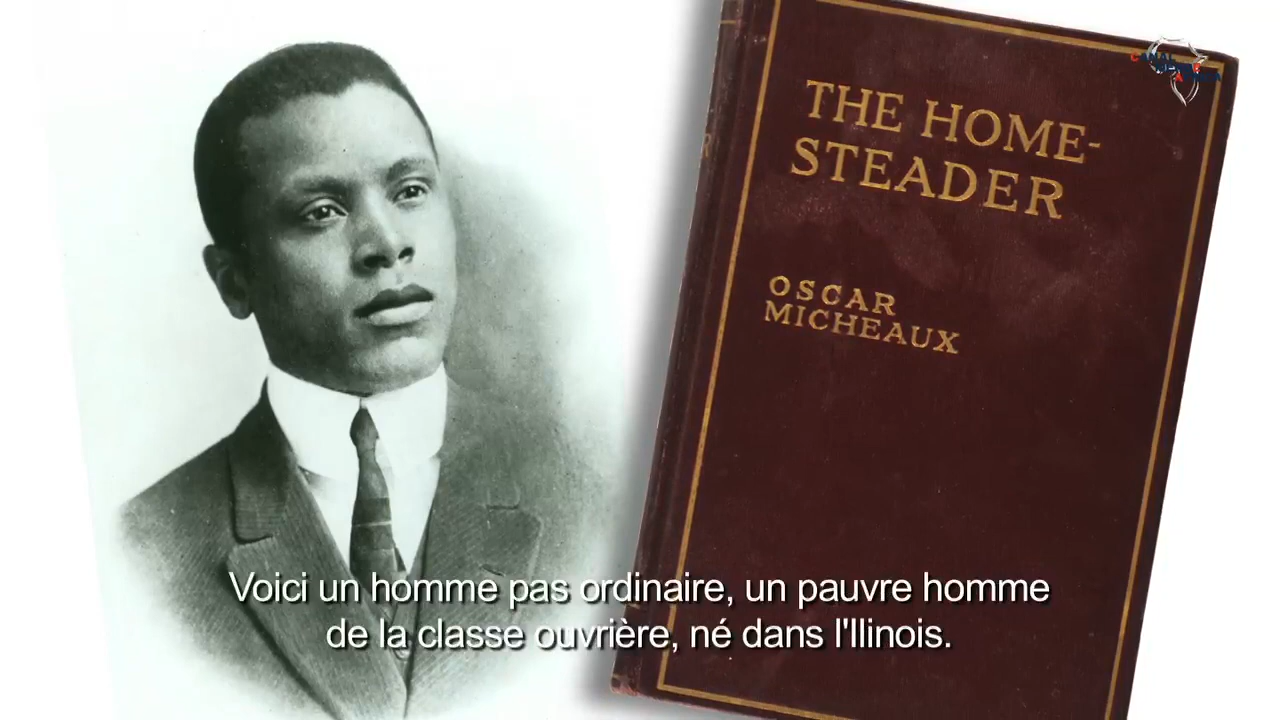 THE HOME-
STEADER
OSCAR
MICHEAUX
Voici un homme pas ordinaire, un pauvre homme
de la classe ouvrière, né dans l'Ilinois.